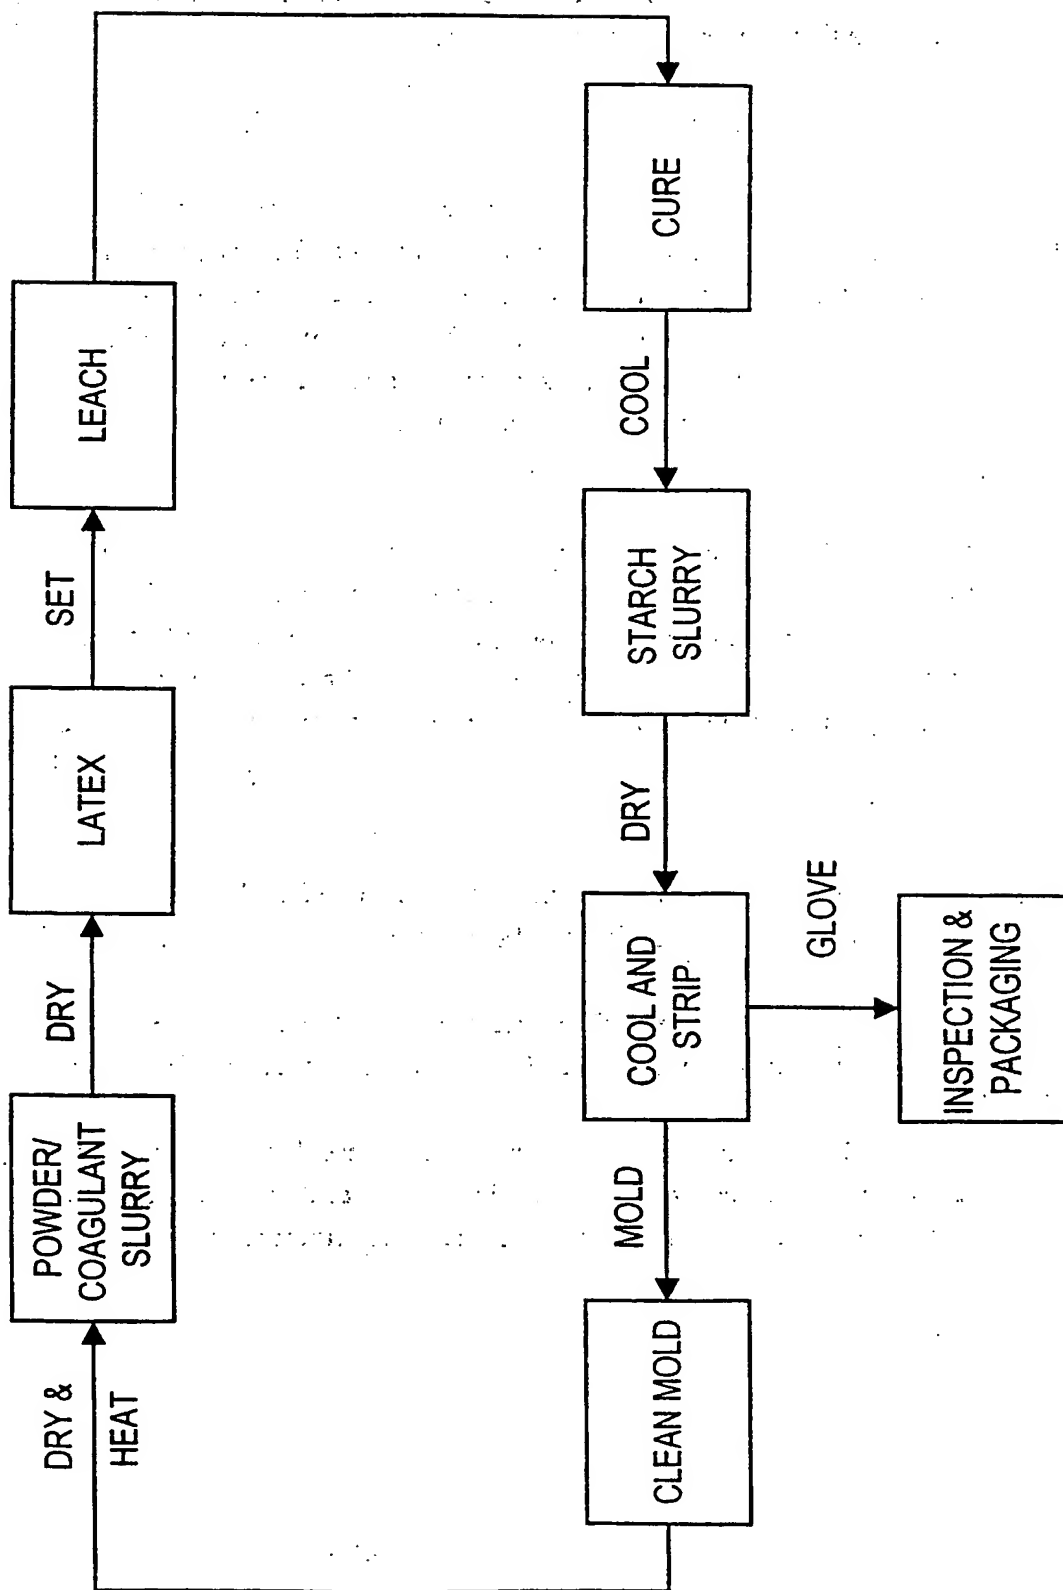 DRY &
HEAT
POWDER/
COAGULANT
SLURRY
DRY
LATEX
SET
LEACH
CLEAN MOLD
MOLD
COOL AND
STRIP
DRY
STARCH
SLURRY
COOL
CURE
GLOVE
INSPECTION &
PACKAGING